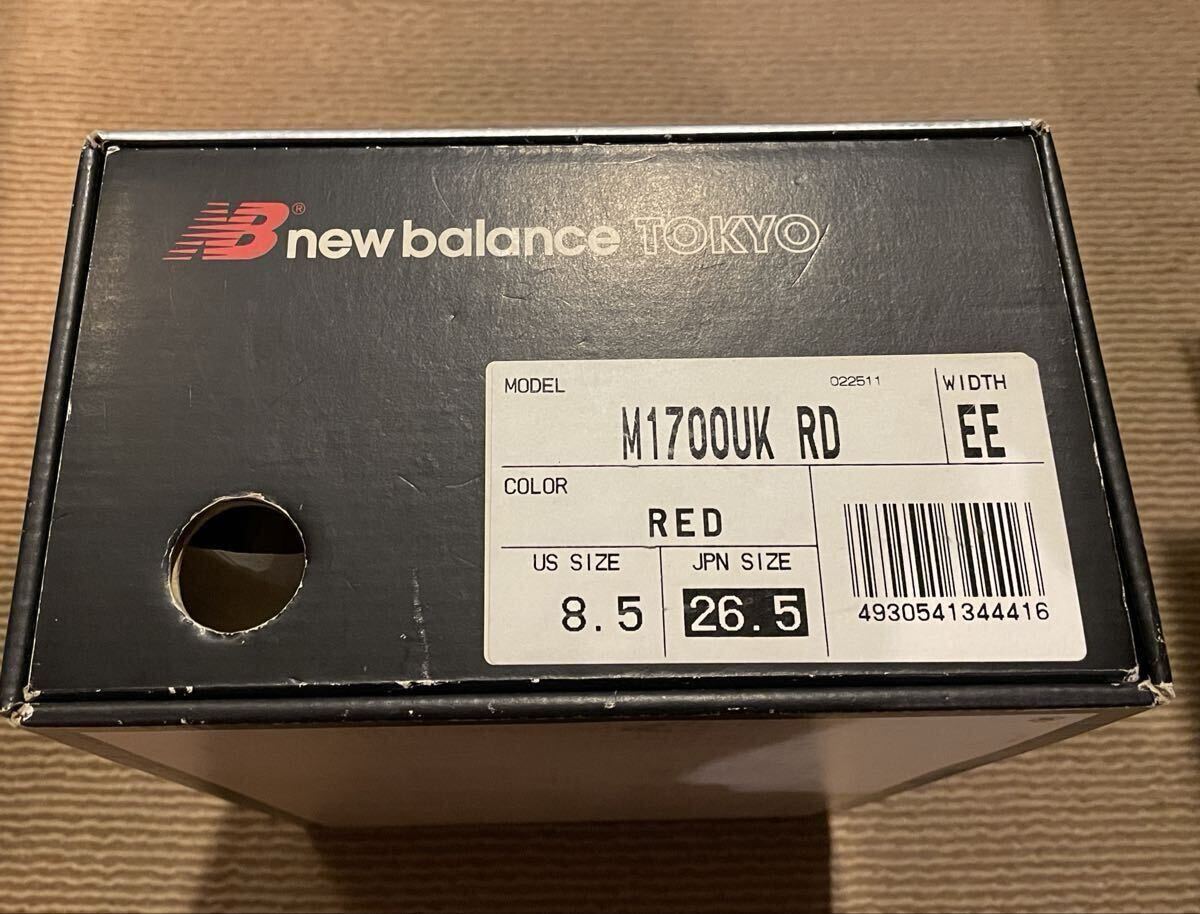 NB® new balance TOKYO
MODEL 022511 WIDTH
M1700UK RD EE
COLOR
RED
US SIZE JPN SIZE
8.5 26.5
4930541344416